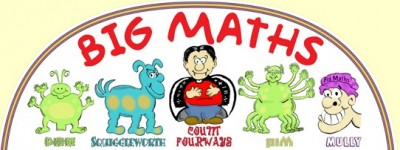 BIG MATHS
Big Maths
SQUIGGLEWORTH
COUNT
FOURWAYS
PIM
MULLY